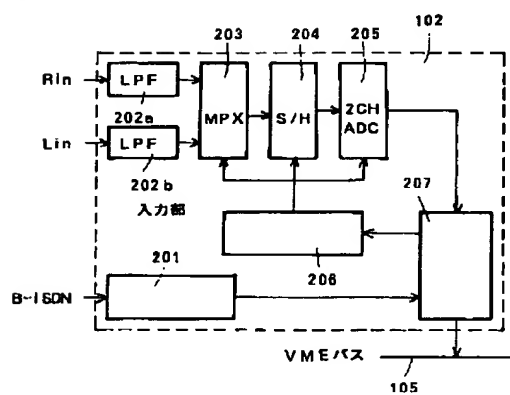 203
204
205
102
Rin
LPF
202a
MPX
S/H
2CH
ADC
Lin
LPF
202b
入力部
207
206
201
B-ISDN
VMEバス
105